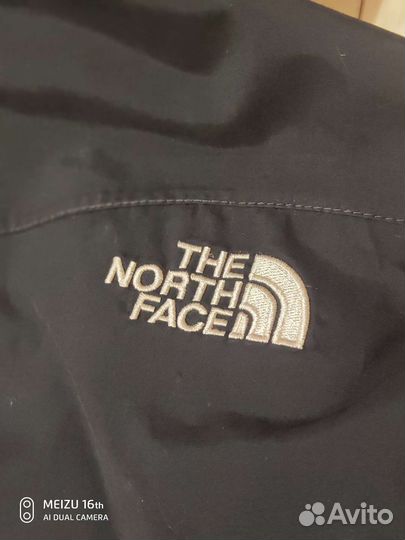 THE
NORTH
FACE
MEIZU 16th
AI DUAL CAMERA
Avito